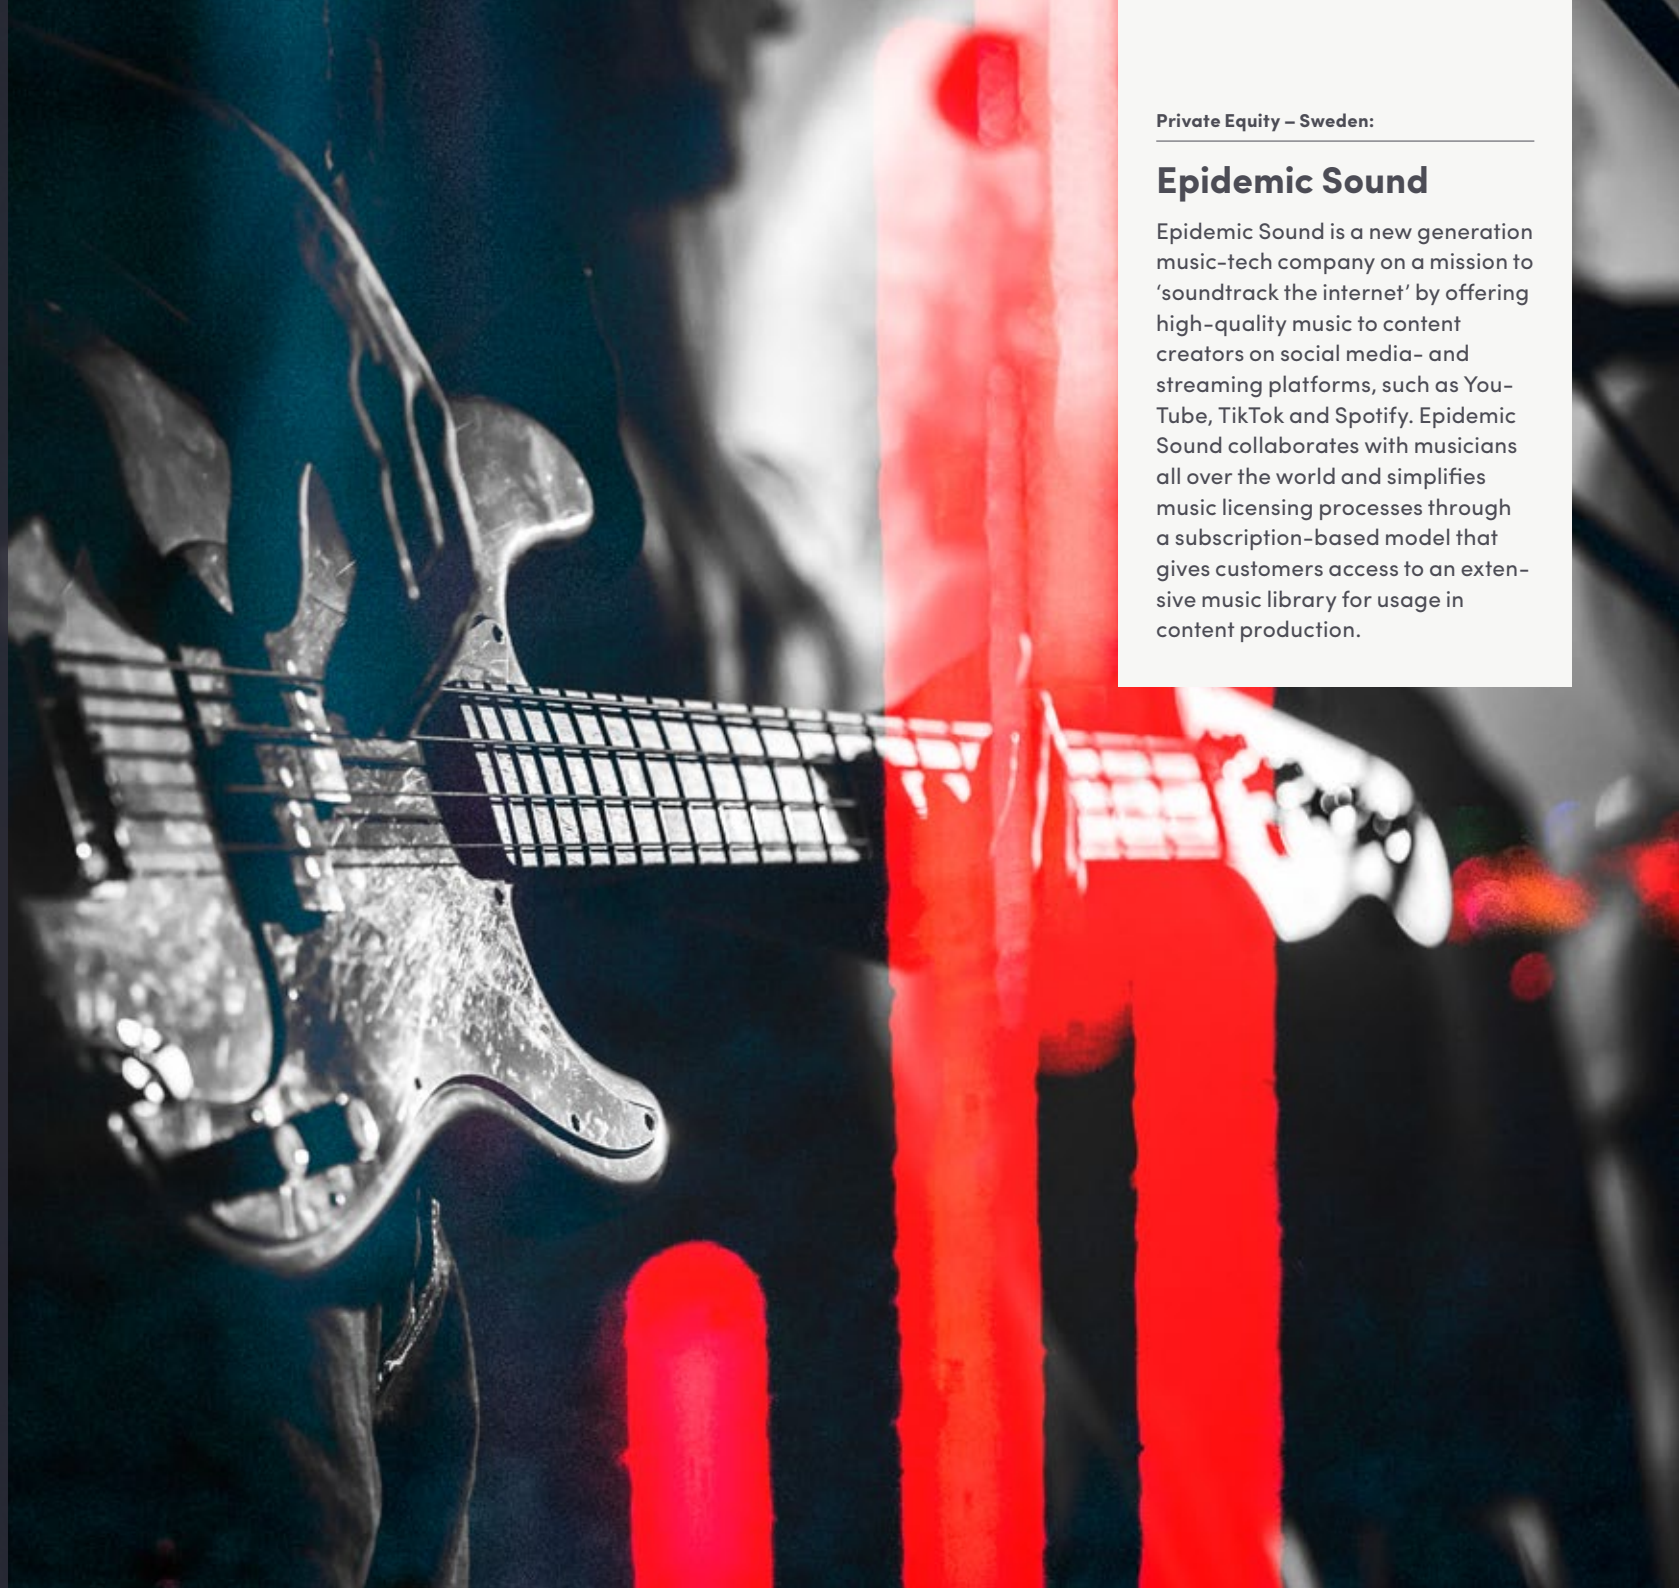 Private Equity – Sweden:
Epidemic Sound
Epidemic Sound is a new generation
music-tech company on a mission to
‘soundtrack the internet’ by offering
high-quality music to content
creators on social media- and
streaming platforms, such as You-
Tube, TikTok and Spotify. Epidemic
Sound collaborates with musicians
all over the world and simplifies
music licensing processes through
a subscription-based model that
gives customers access to an exten-
sive music library for usage in
content production.